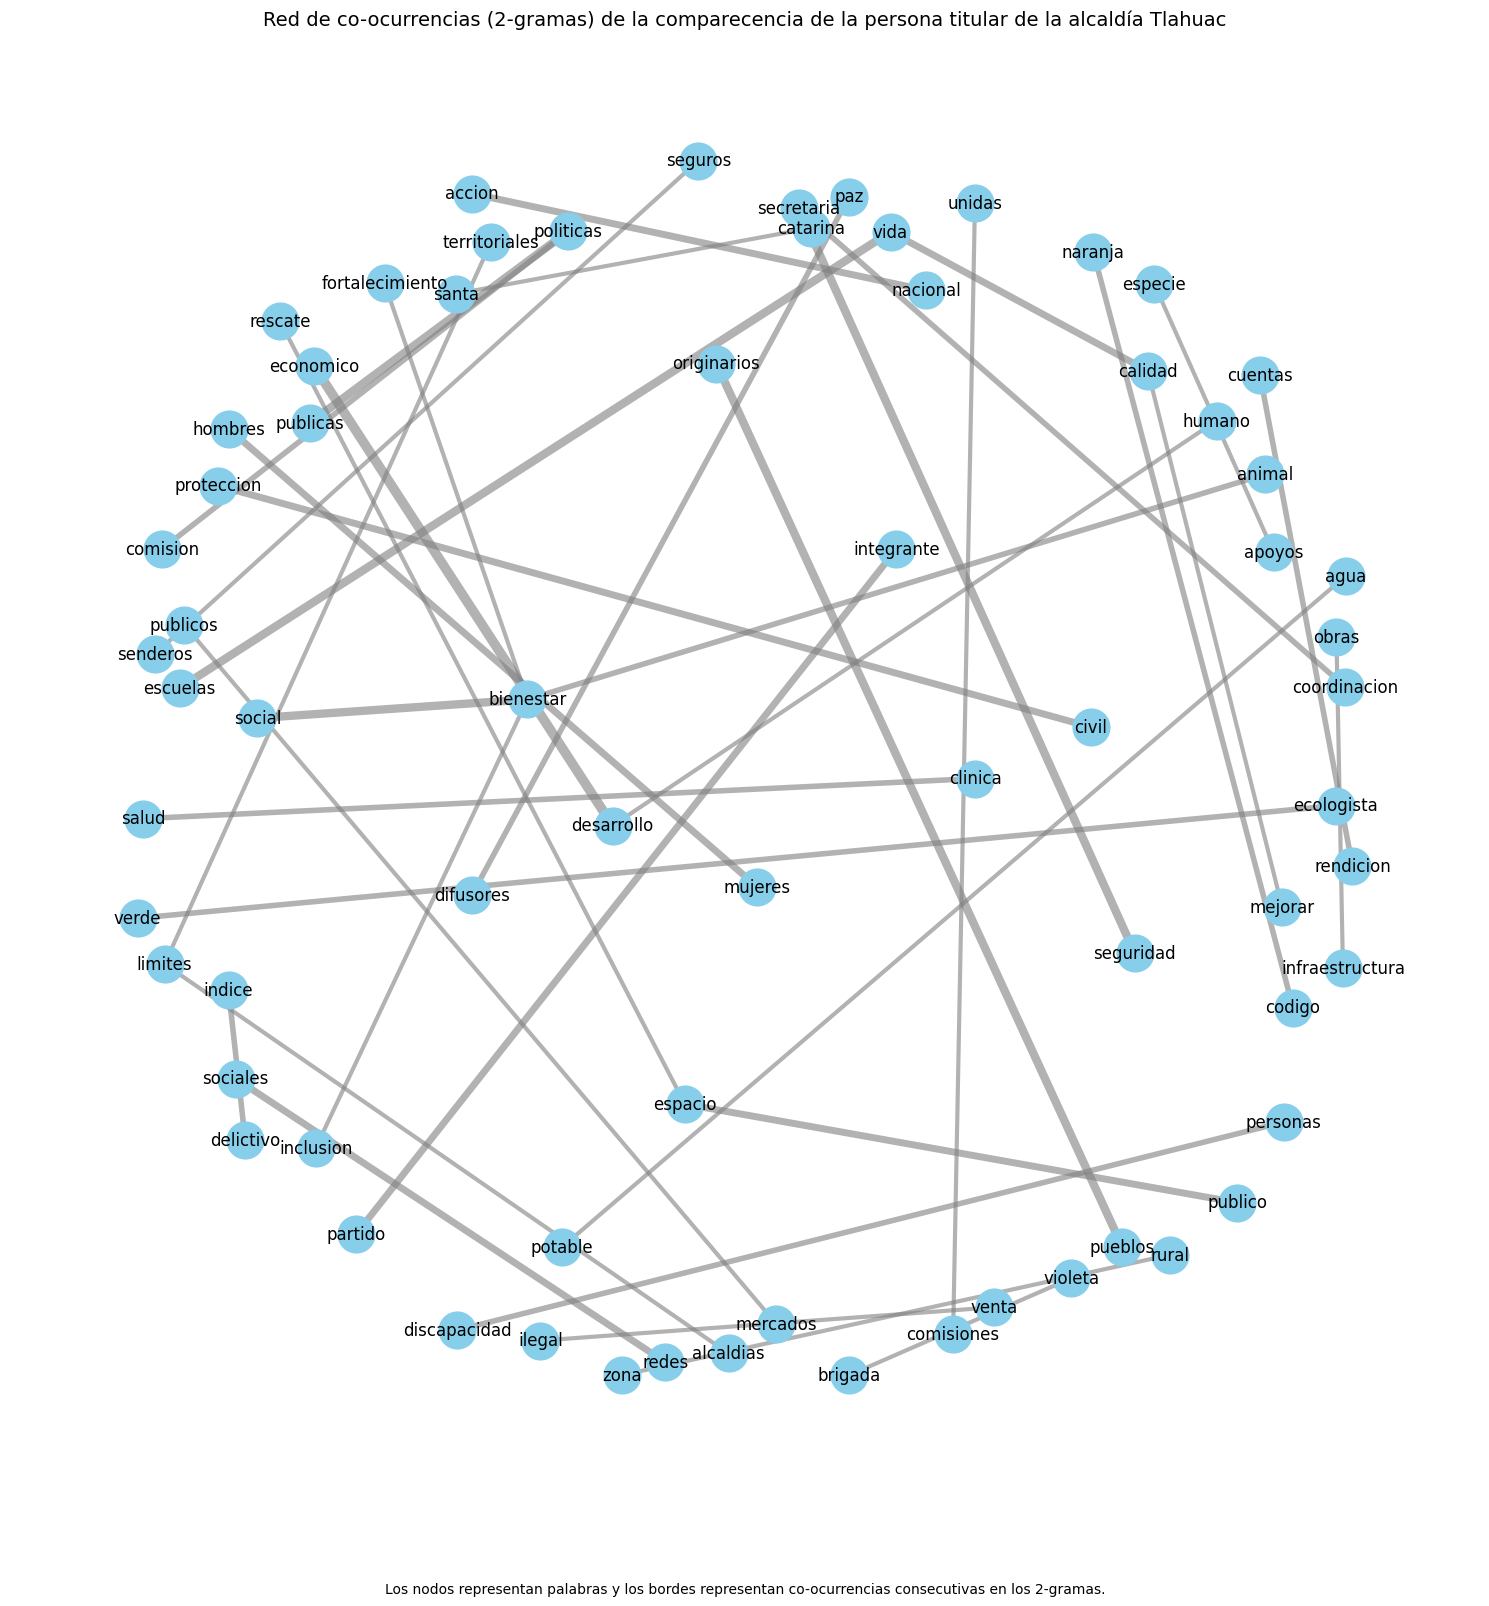 Red de co-ocurrencias (2-gramas) de la comparecencia de la persona titular de la alcaldía Tlahuac
seguros
accion
paz
unidas
secretaria
catarina
politicas
vida
territoriales
naranja
fortalecimiento
especie
santa
nacional
rescate
originarios
economico
calidad
cuentas
publicas
humano
hombres
animal
proteccion
comision
integrante
apoyos
agua
publicos
obras
senderos
escuelas
coordinacion
bienestar
social
civil
clinica
ecologista
salud
desarrollo
rendicion
mujeres
difusores
mejorar
verde
seguridad
limites
infraestructura
indice
codigo
sociales
espacio
personas
delictivo
inclusion
publico
partido
potable
pueblos
rural
violeta
venta
mercados
discapacidad
comisiones
ilegal
alcaldias
redes
zona
brigada
Los nodos representan palabras y los bordes representan co-ocurrencias consecutivas en los 2-gramas.